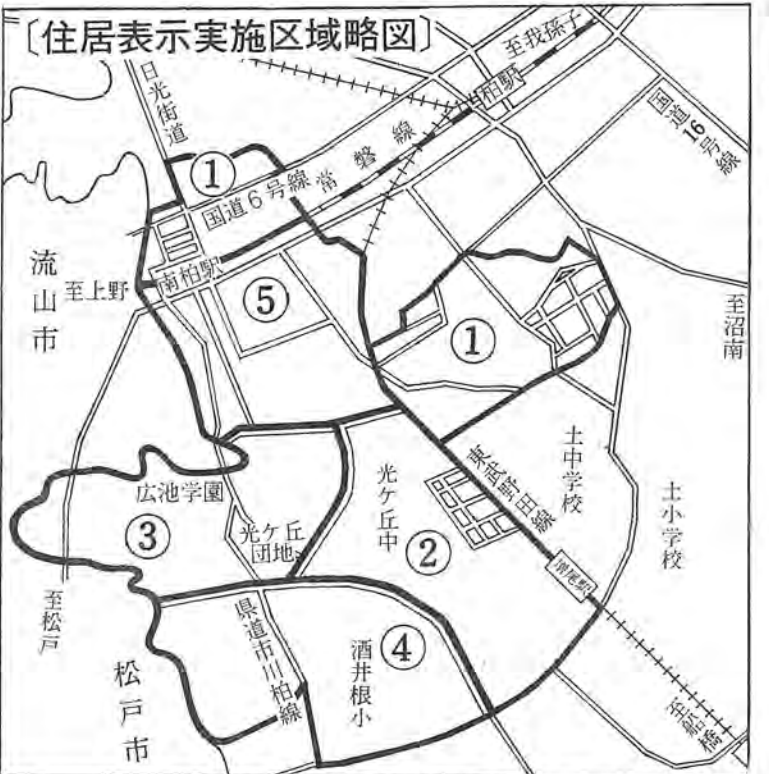 〔住居表示実施区域略図〕
至我孫子
日光街道
柏駅
国道16号線
常磐線
①
国道6号線
流山市
至上野
南柏駅
⑤
①
至沼南
土中学校
東武野田線
土小学校
光ケ丘中
広池学園
③
光ケ丘
団地
②
至松戸
県道市川柏線
酒井根小
④
松戸市
至船橋